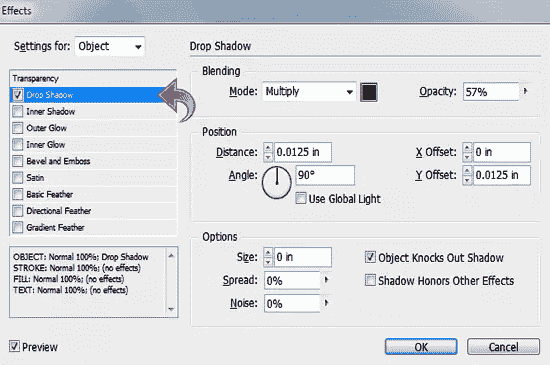 Effects
Settings for: Object
Transparency
Drop Shadow
Inner Shadow
Outer Glow
Inner Glow
Bevel and Emboss
Satin
Basic Feather
Directional Feather
Gradient Feather
OBJECT: Normal 100%; Drop Shadow
STROKE: Normal 100%; (no effects)
FILL: Normal 100%; (no effects)
TEXT: Normal 100%; (no effects)
Preview
Drop Shadow
Blending
Mode: Multiply Opacity: 57%
Position
Distance: 0.0125 in X Offset: 0 in
Angle: 90° Y Offset: 0.0125 in
Use Global Light
Options
Size: 0 in Object Knocks Out Shadow
Spread: 0% Shadow Honors Other Effects
Noise: 0%
OK Cancel